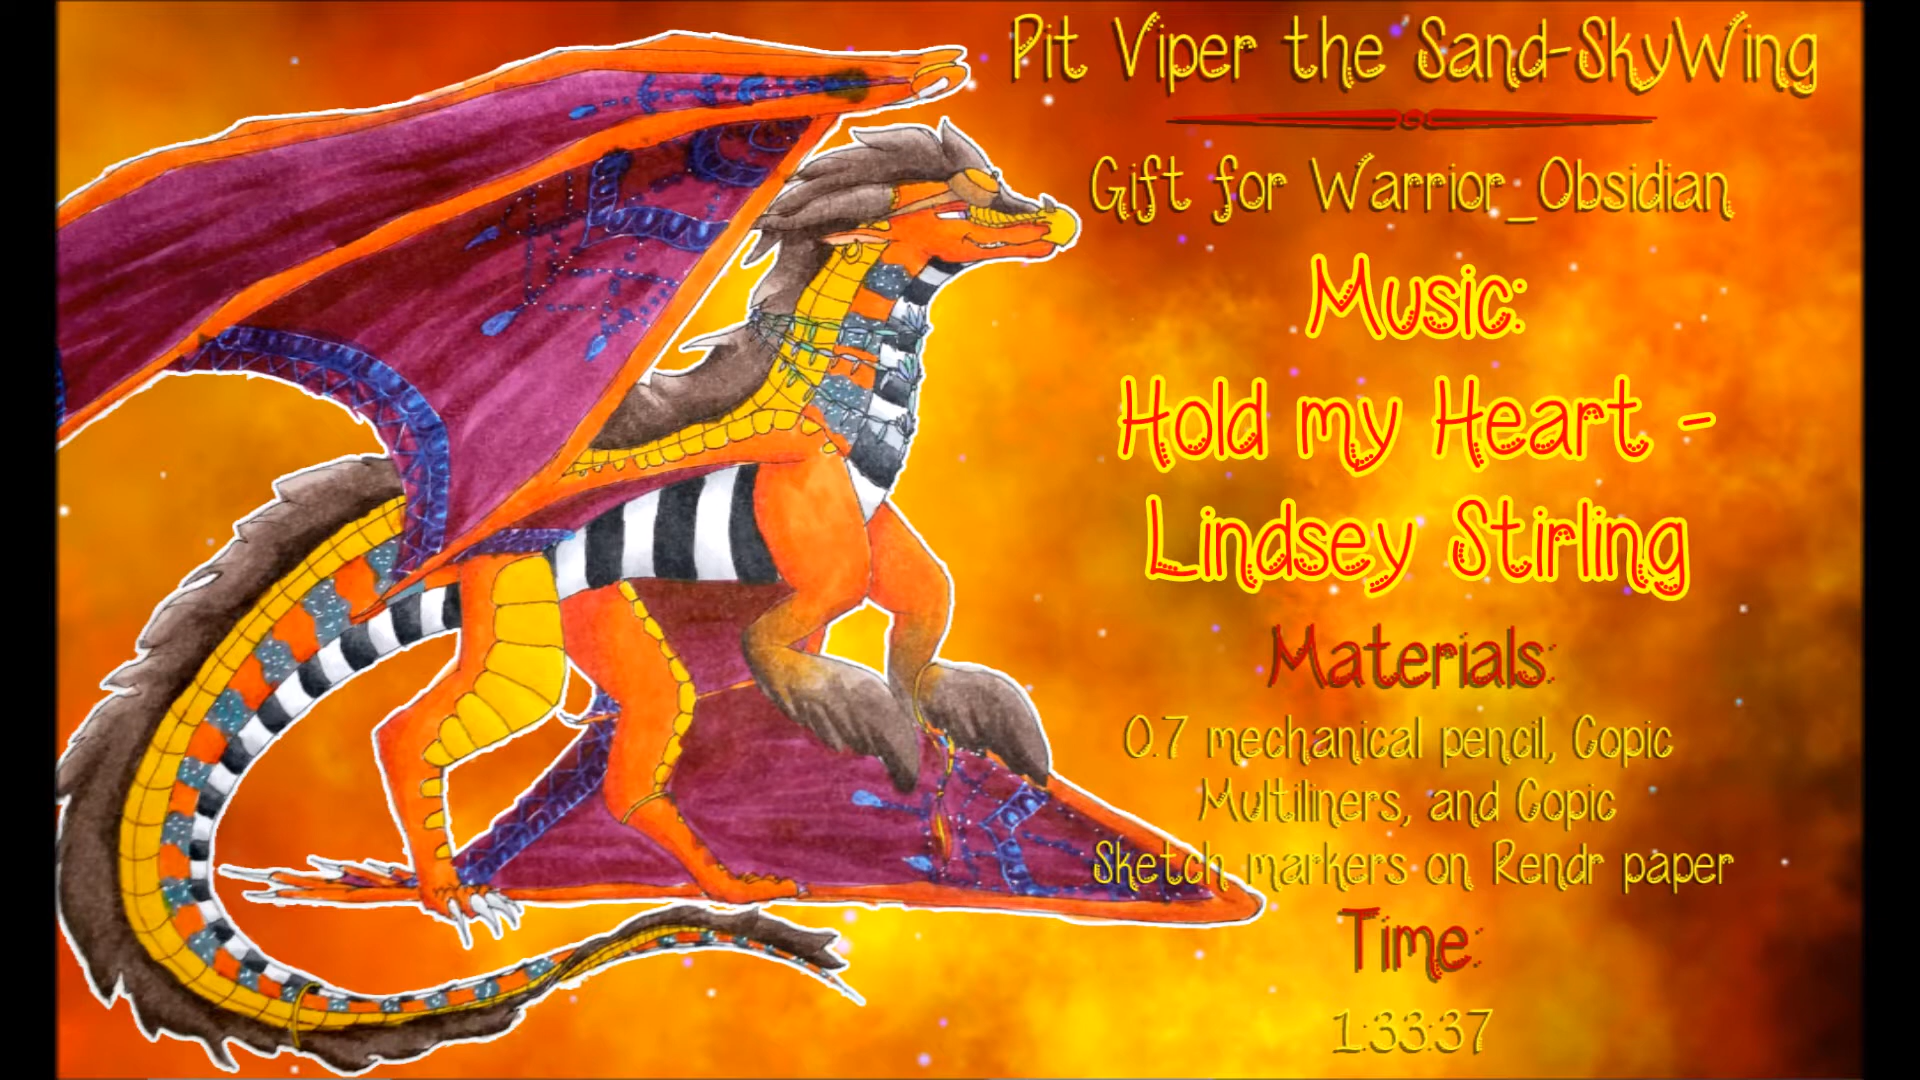 Pit Viper the Sand-SkyWing
Gift for Warrior_Obsidian
Music:
Hold my Heart -
Lindsey Stirling
Materials:
0.7 mechanical pencil, Copic
Multiliners, and Copic
Sketch markers on Rendr paper
Time:
1:33:37